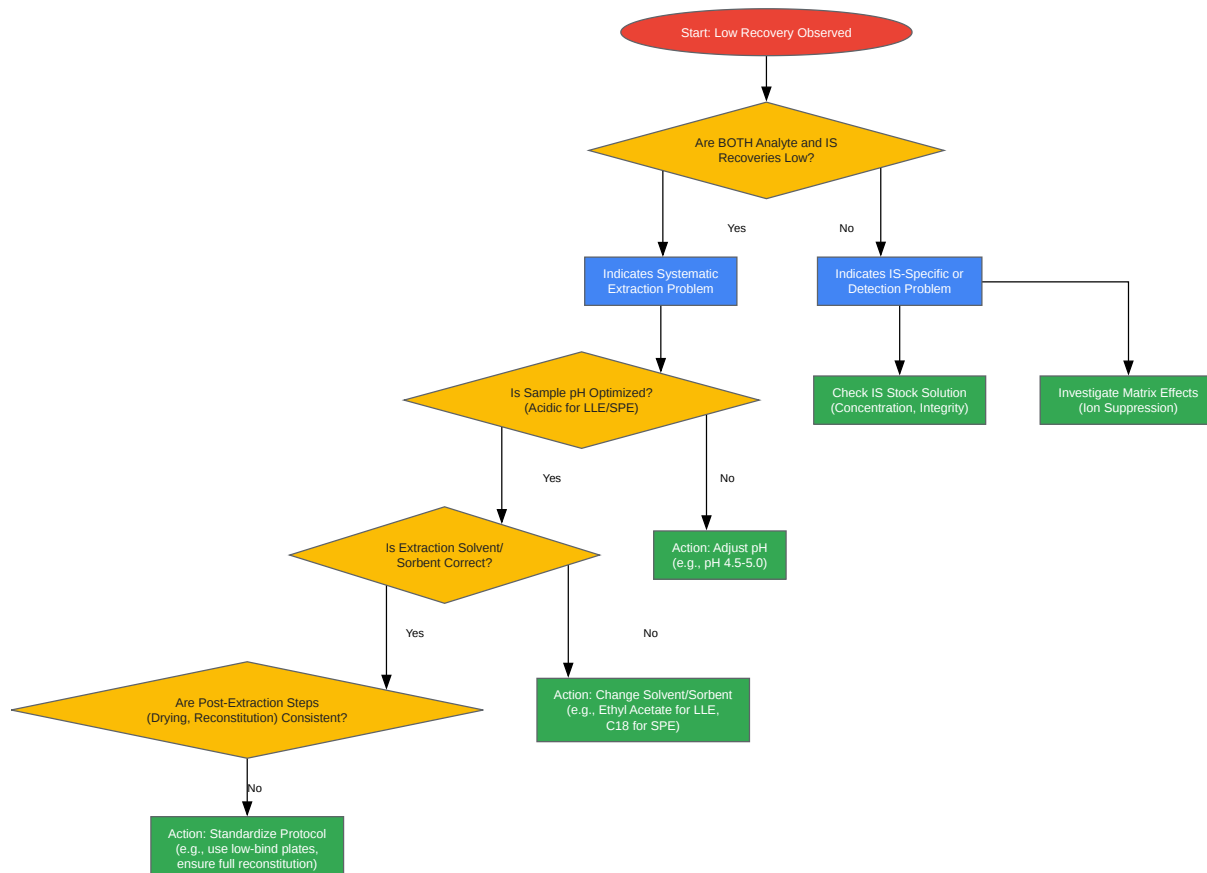 Start: Low Recovery Observed
Are BOTH Analyte and IS
Recoveries Low?
Yes
No
Indicates Systematic
Extraction Problem
Indicates IS-Specific or
Detection Problem
Is Sample pH Optimized?
(Acidic for LLE/SPE)
Check IS Stock Solution
(Concentration, Integrity)
Investigate Matrix Effects
(Ion Suppression)
Yes
No
Is Extraction Solvent/
Sorbent Correct?
Action: Adjust pH
(e.g., pH 4.5-5.0)
Yes
No
Are Post-Extraction Steps
(Drying, Reconstitution) Consistent?
Action: Change Solvent/Sorbent
(e.g., Ethyl Acetate for LLE,
C18 for SPE)
No
Action: Standardize Protocol
(e.g., use low-bind plates,
ensure full reconstitution)